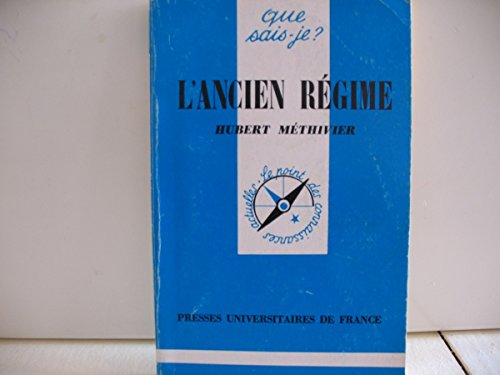 que
sais-je?
L'ANCIEN RÉGIME
HUBERT MÉTHIVIER
Le point des connaissances actuelles
PRESSES UNIVERSITAIRES DE FRANCE